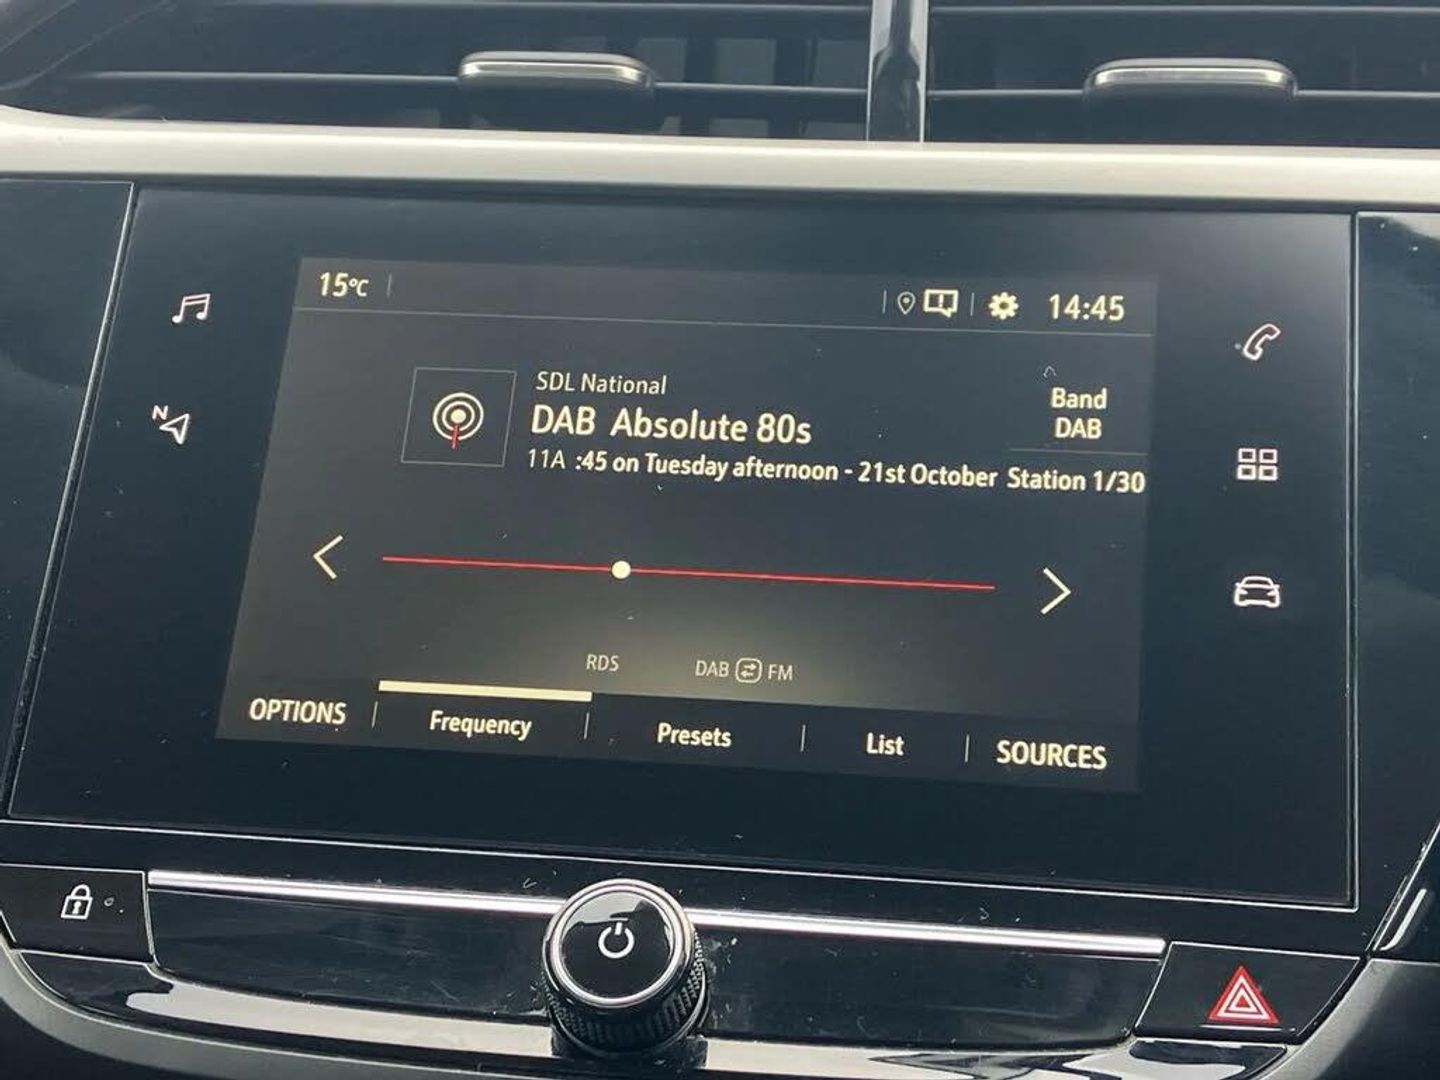 15°C
14:45
SDL National
DAB Absolute 80s
Band
DAB
11A :45 on Tuesday afternoon - 21st October Station 1/30
N
RDS
DAB FM
OPTIONS
Frequency
Presets
List
SOURCES